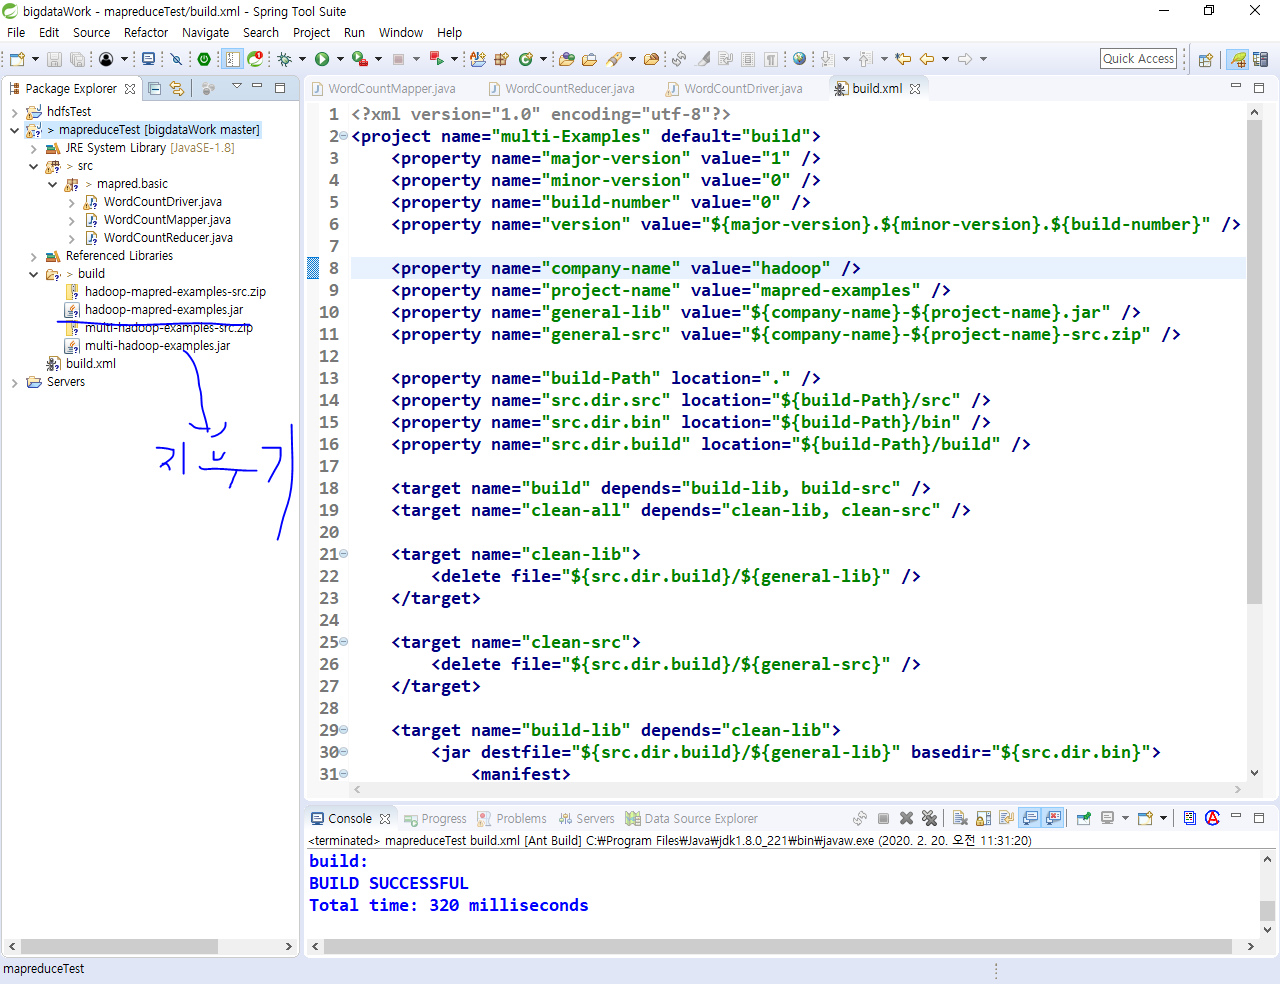 bigdataWork - mapreduceTest/build.xml - Spring Tool Suite
File Edit Source Refactor Navigate Search Project Run Window Help
Quick Access
Package Explorer
hdfsTest
> mapreduceTest [bigdataWork master]
JRE System Library [JavaSE-1.8]
> src
> mapred.basic
WordCountDriver.java
WordCountMapper.java
WordCountReducer.java
Referenced Libraries
> build
hadoop-mapred-examples-src.zip
hadoop-mapred-examples.jar
multi-hadoop-examples-src.zip
multi-hadoop-examples.jar
build.xml
Servers
지우기
WordCountMapper.java WordCountReducer.java WordCountDriver.java build.xml
1 <?xml version="1.0" encoding="utf-8"?>
2 <project name="multi-Examples" default="build">
3 <property name="major-version" value="1" />
4 <property name="minor-version" value="0" />
5 <property name="build-number" value="0" />
6 <property name="version" value="${major-version}.${minor-version}.${build-number}" />
7
8 <property name="company-name" value="hadoop" />
9 <property name="project-name" value="mapred-examples" />
10 <property name="general-lib" value="${company-name}-${project-name}.jar" />
11 <property name="general-src" value="${company-name}-${project-name}-src.zip" />
12
13 <property name="build-Path" location="." />
14 <property name="src.dir.src" location="${build-Path}/src" />
15 <property name="src.dir.bin" location="${build-Path}/bin" />
16 <property name="src.dir.build" location="${build-Path}/build" />
17
18 <target name="build" depends="build-lib, build-src" />
19 <target name="clean-all" depends="clean-lib, clean-src" />
20
21 <target name="clean-lib">
22 <delete file="${src.dir.build}/${general-lib}" />
23 </target>
24
25 <target name="clean-src">
26 <delete file="${src.dir.build}/${general-src}" />
27 </target>
28
29 <target name="build-lib" depends="clean-lib">
30 <jar destfile="${src.dir.build}/${general-lib}" basedir="${src.dir.bin}">
31 <manifest>
Console Progress Problems Servers Data Source Explorer
<terminated> mapreduceTest build.xml [Ant Build] C:₩Program Files₩Java₩jdk1.8.0_221₩bin₩javaw.exe (2020. 2. 20. 오전 11:31:20)
build:
BUILD SUCCESSFUL
Total time: 320 milliseconds
mapreduceTest